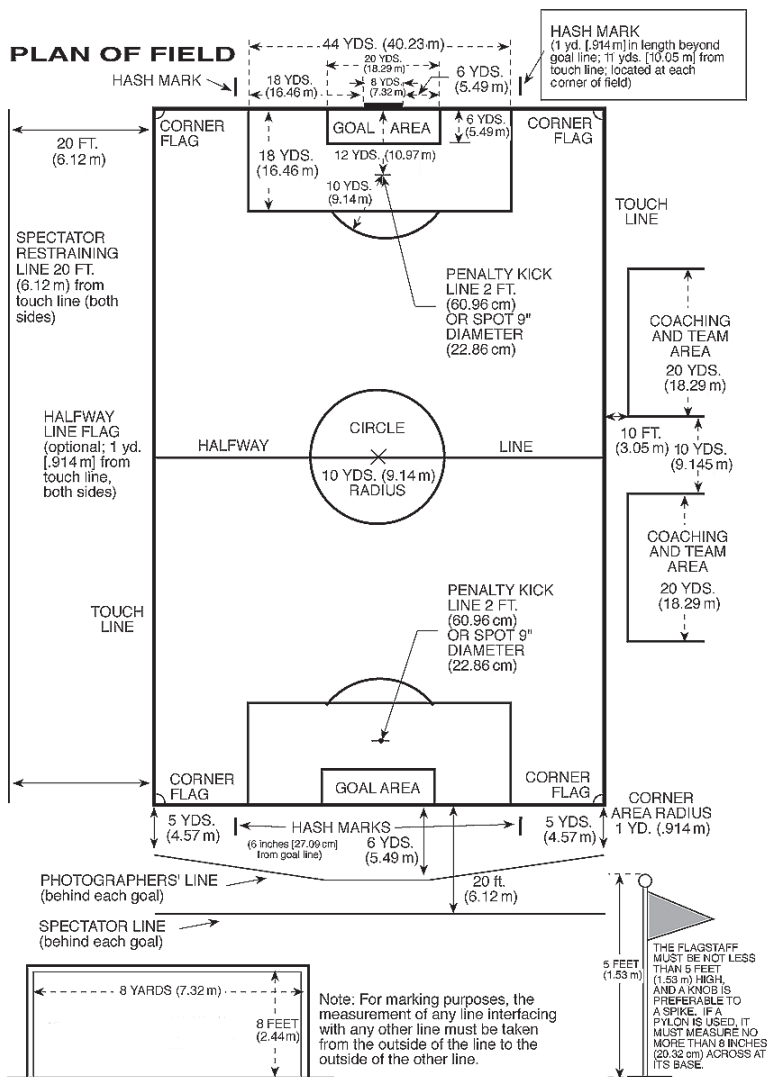 PLAN OF FIELD
HASH MARK
44 YDS. (40.23 m)
20 YDS.
(18.29 m)
18 YDS.
(16.46 m)
8 YDS.
(7.32 m)
6 YDS.
(5.49 m)
HASH MARK
(1 yd. [.914 m] in length beyond
goal line; 11 yds. [10.05 m] from
touch line; located at each
corner of field)
20 FT.
(6.12 m)
CORNER
FLAG
GOAL AREA
6 YDS.
(5.49 m)
CORNER
FLAG
18 YDS.
(16.46 m)
12 YDS. (10.97 m)
10 YDS.
(9.14 m)
TOUCH
LINE
SPECTATOR
RESTRAINING
LINE 20 FT.
(6.12 m) from
touch line (both
sides)
PENALTY KICK
LINE 2 FT.
(60.96 cm)
OR SPOT 9"
DIAMETER
(22.86 cm)
COACHING
AND TEAM
AREA
20 YDS.
(18.29 m)
HALFWAY
LINE FLAG
(optional; 1 yd.
[.914 m] from
touch line,
both sides)
HALFWAY
CIRCLE
LINE
10 YDS. (9.14 m)
RADIUS
10 FT.
(3.05 m)
10 YDS.
(9.145 m)
COACHING
AND TEAM
AREA
20 YDS.
(18.29 m)
TOUCH
LINE
PENALTY KICK
LINE 2 FT.
(60.96 cm)
OR SPOT 9"
DIAMETER
(22.86 cm)
CORNER
FLAG
GOAL AREA
CORNER
FLAG
CORNER
AREA RADIUS
1 YD. (.914 m)
5 YDS.
(4.57 m)
HASH MARKS
(6 inches [27.09 cm]
from goal line)
6 YDS.
(5.49 m)
5 YDS.
(4.57 m)
20 ft.
(6.12 m)
PHOTOGRAPHERS' LINE
(behind each goal)
SPECTATOR LINE
(behind each goal)
8 YARDS (7.32 m)
8 FEET
(2.44 m)
Note: For marking purposes, the
measurement of any line interfacing
with any other line must be taken
from the outside of the line to the
outside of the other line.
5 FEET
(1.53 m)
THE FLAGSTAFF
MUST BE NOT LESS
THAN 5 FEET
(1.53 m) HIGH,
AND A KNOB IS
PREFERABLE TO
A SPIKE. IF A
PYLON IS USED, IT
MUST MEASURE NO
MORE THAN 8 INCHES
(20.32 cm) ACROSS AT
ITS BASE.